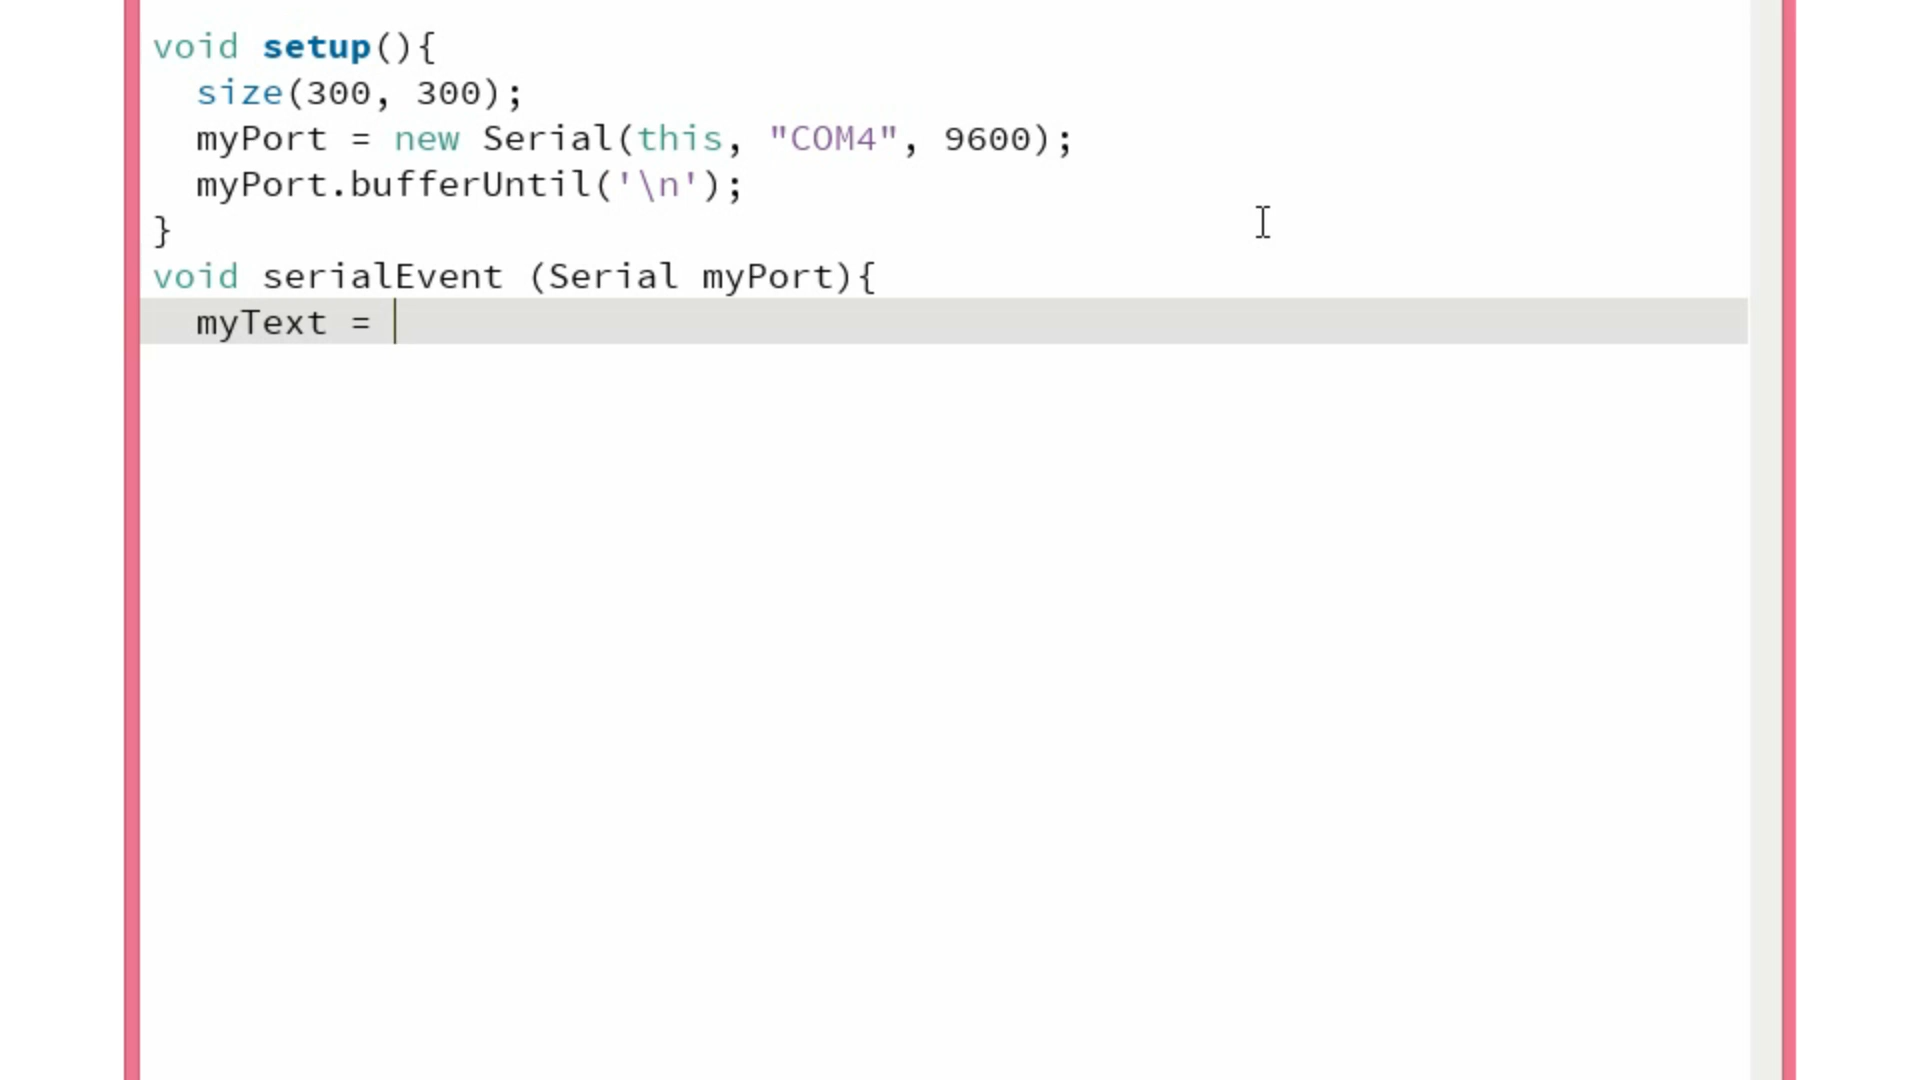 void setup(){
  size(300, 300);
  myPort = new Serial(this, "COM4", 9600);
  myPort.bufferUntil('\n');
}
void serialEvent (Serial myPort){
  myText =